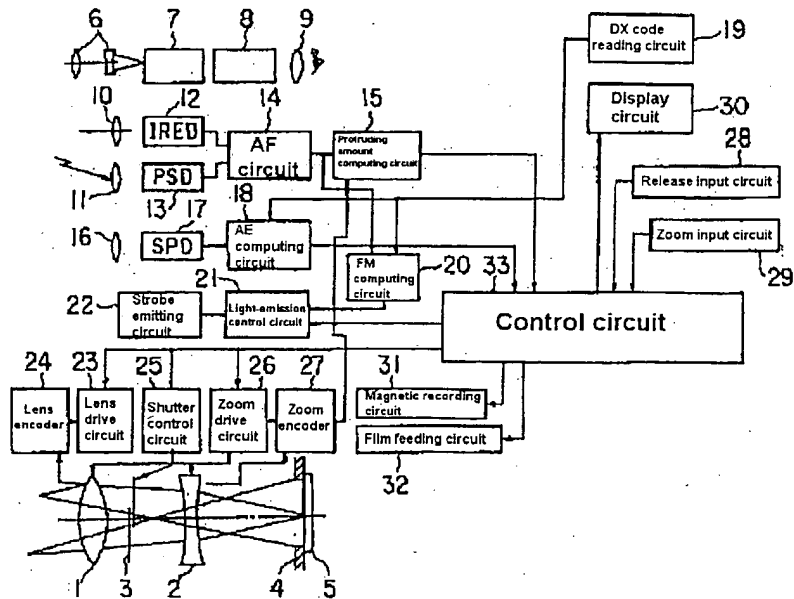 6
7
8
9
DX code
reading circuit
19
10
12
IRED
14
AF
circuit
15
Protruding
amount
computing circuit
Display
circuit
30
11
PSD
13
28
Release input circuit
16
17
SPD
18
AE
computing
circuit
Zoom input circuit
29
FM
computing
circuit
20
33
Control circuit
21
22
Strobe
emitting
circuit
Light-emission
control circuit
24
23
25
26
27
31
Lens
encoder
Lens
drive
circuit
Shutter
control
circuit
Zoom
drive
circuit
Zoom
encoder
Magnetic recording
circuit
Film feeding circuit
32
1
3
2
4
5